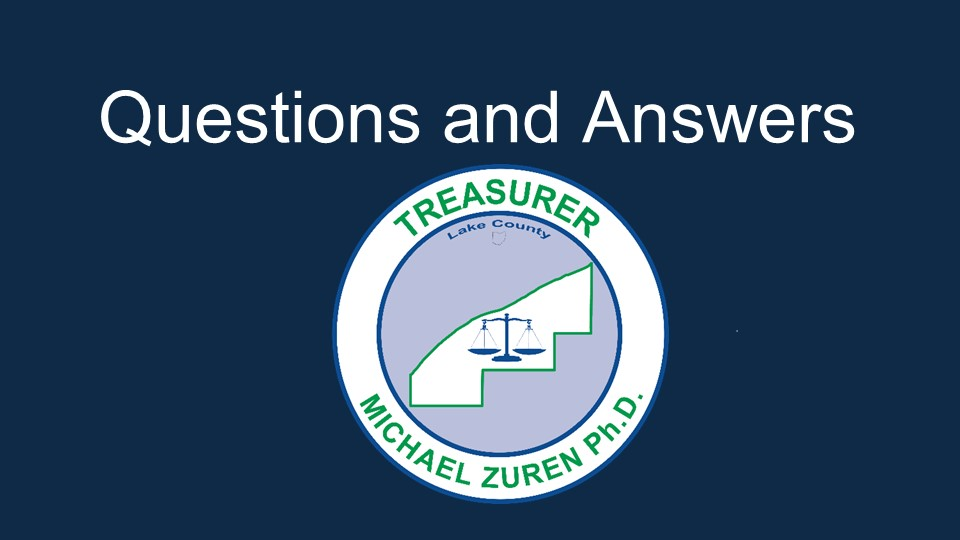 Questions and Answers
TREASURER
Lake County
MICHAEL ZUREN Ph.D.